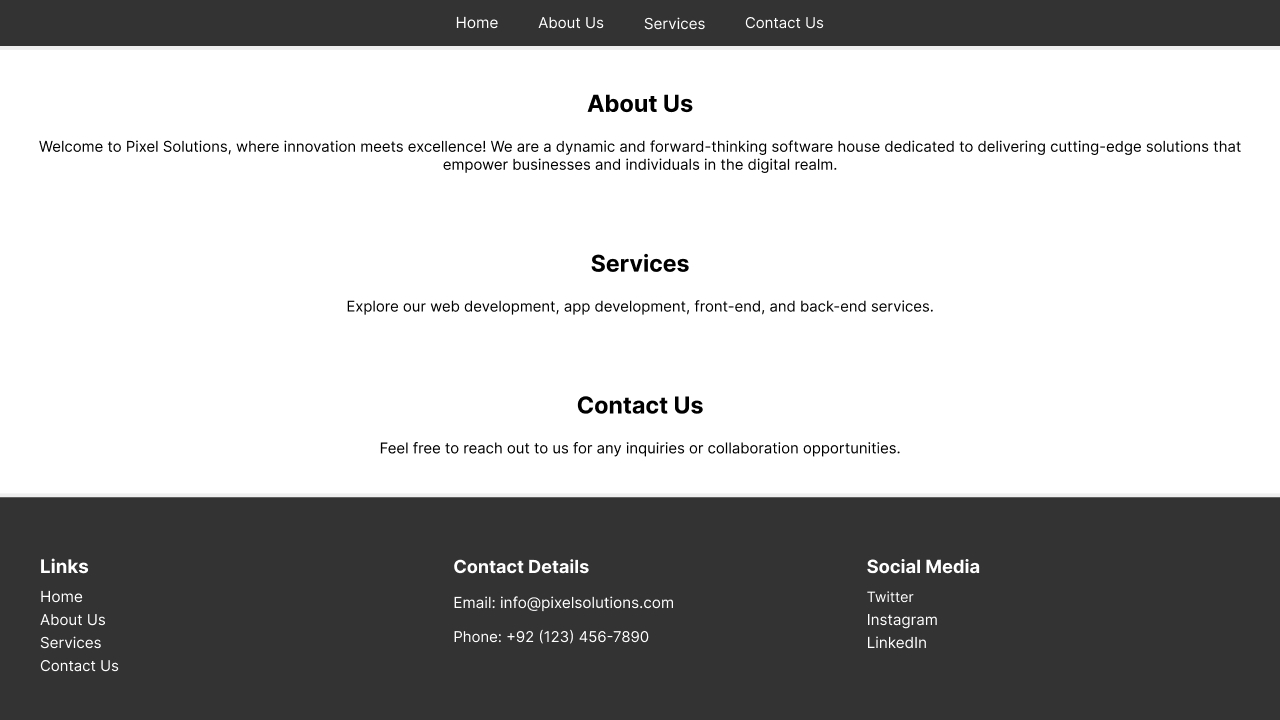 Home About Us Services Contact Us
About Us
Welcome to Pixel Solutions, where innovation meets excellence! We are a dynamic and forward-thinking software house dedicated to delivering cutting-edge solutions that
empower businesses and individuals in the digital realm.
Services
Explore our web development, app development, front-end, and back-end services.
Contact Us
Feel free to reach out to us for any inquiries or collaboration opportunities.
Links
Home
About Us
Services
Contact Us
Contact Details
Email: info@pixelsolutions.com
Phone: +92 (123) 456-7890
Social Media
Twitter
Instagram
LinkedIn